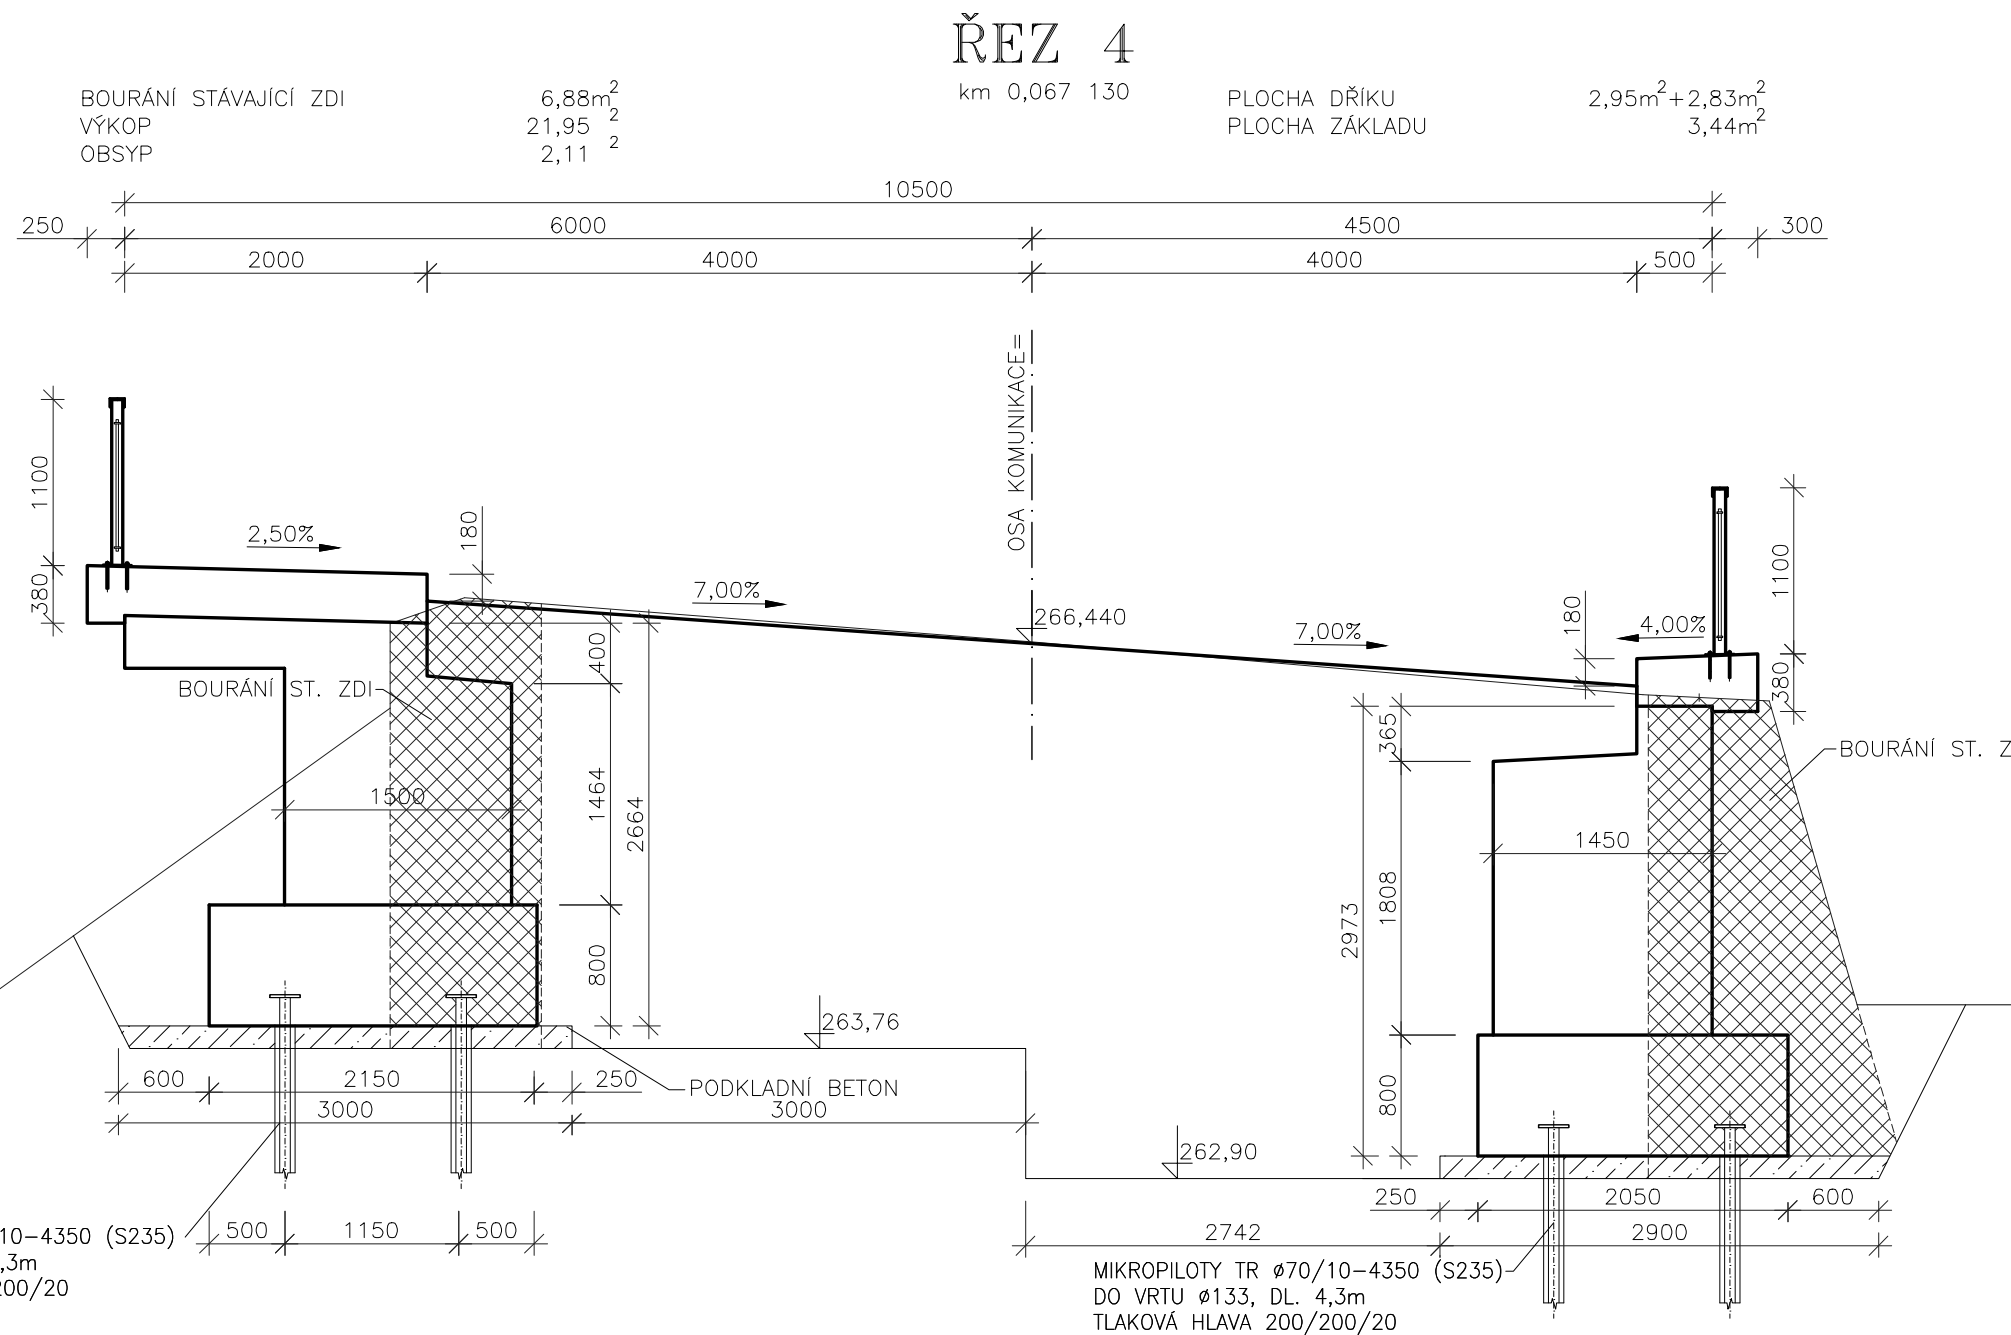 ŘEZ 4
km 0,067 130
BOURÁNÍ STÁVAJÍCÍ ZDI 6,88m²
VÝKOP 21,95 ²
OBSYP 2,11 ²
PLOCHA DŘÍKU 2,95m²+2,83m²
PLOCHA ZÁKLADU 3,44m²
10500
250 6000 4500 300
2000 4000 4000 500
OSA KOMUNIKACE=
1100
380
2,50%
180
7,00%
266,440
7,00%
180
4,00%
1100
380
BOURÁNÍ ST. ZDI
400
1500
1464
2664
800
365
1450
1808
2973
800
BOURÁNÍ ST. Z
263,76
600 2150 250
PODKLADNÍ BETON
3000 3000
262,90
250 2050 600
500 1150 500
2742 2900
10-4350 (S235)
,3m
200/20
MIKROPILOTY TR ø70/10-4350 (S235)
DO VRTU ø133, DL. 4,3m
TLAKOVÁ HLAVA 200/200/20